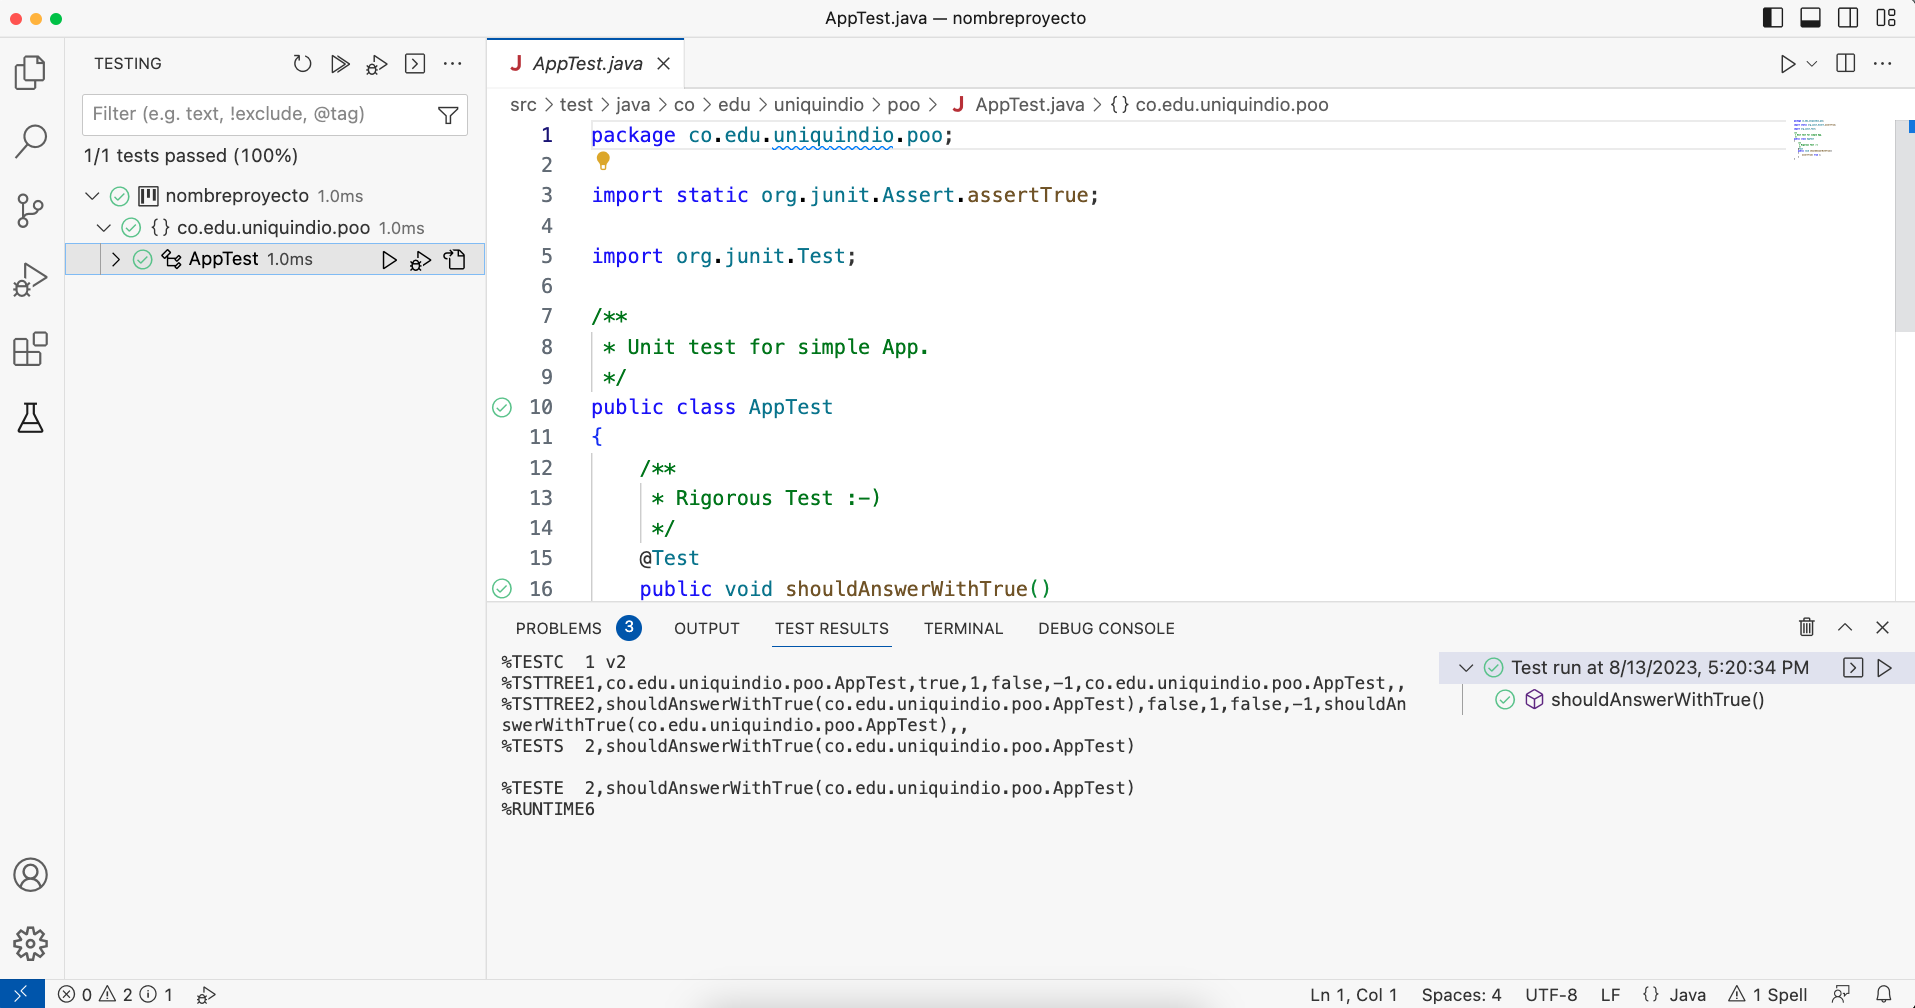 AppTest.java — nombreproyecto
TESTING
Filter (e.g. text, !exclude, @tag)
1/1 tests passed (100%)
nombreproyecto 1.0ms
{} co.edu.uniquindio.poo 1.0ms
AppTest 1.0ms
J AppTest.java
src > test > java > co > edu > uniquindio > poo > J AppTest.java > {} co.edu.uniquindio.poo
1 package co.edu.uniquindio.poo;
2
3 import static org.junit.Assert.assertTrue;
4
5 import org.junit.Test;
6
7 /**
8 * Unit test for simple App.
9 */
10 public class AppTest
11 {
12 /**
13 * Rigorous Test :-)
14 */
15 @Test
16 public void shouldAnswerWithTrue()
PROBLEMS 3 OUTPUT TEST RESULTS TERMINAL DEBUG CONSOLE
%TESTC  1 v2
%TSTTREE1,co.edu.uniquindio.poo.AppTest,true,1,false,-1,co.edu.uniquindio.poo.AppTest,,
%TSTTREE2,shouldAnswerWithTrue(co.edu.uniquindio.poo.AppTest),false,1,false,-1,shouldAn
swerWithTrue(co.edu.uniquindio.poo.AppTest),,
%TESTS  2,shouldAnswerWithTrue(co.edu.uniquindio.poo.AppTest)
%TESTE  2,shouldAnswerWithTrue(co.edu.uniquindio.poo.AppTest)
%RUNTIME6
Test run at 8/13/2023, 5:20:34 PM
shouldAnswerWithTrue()
0 2 1
Ln 1, Col 1 Spaces: 4 UTF-8 LF {} Java 1 Spell